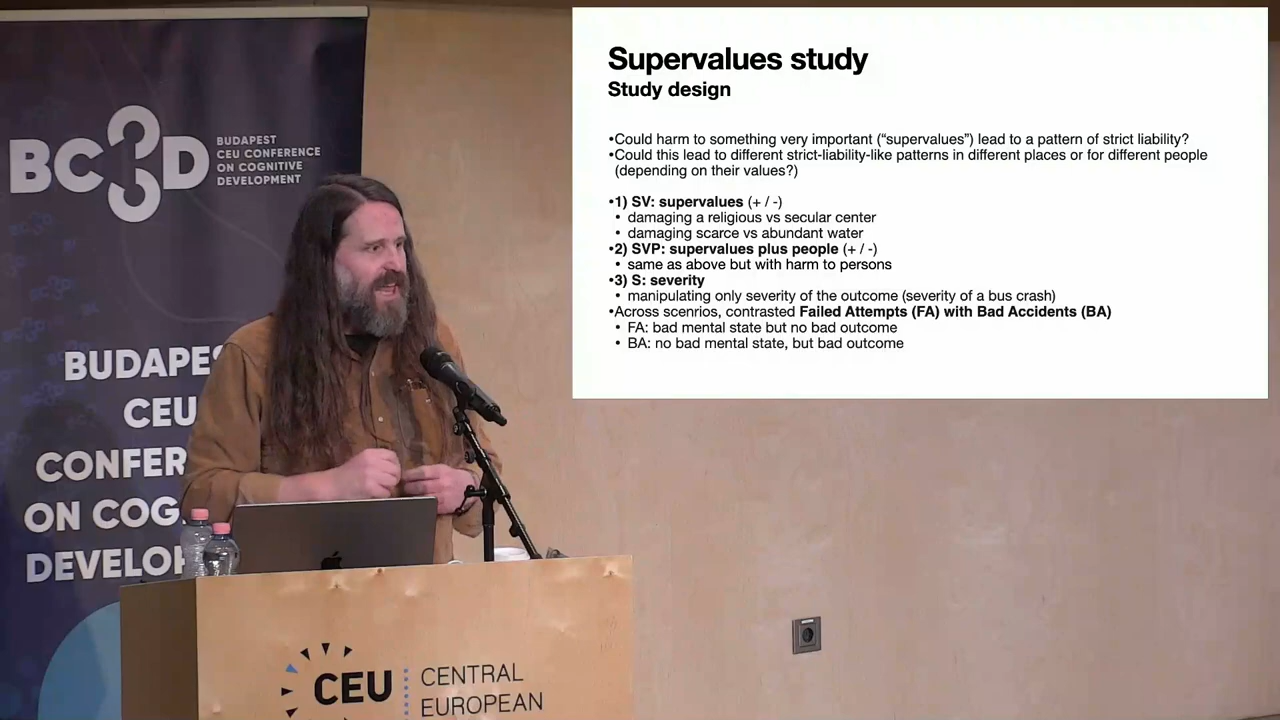 BC3D
BUDAPEST
CEU CONFERENCE
ON COGNITIVE
DEVELOPMENT
BUDAPES
CEU
CONFER
ON COG
DEVELOP
Supervalues study
Study design
•Could harm to something very important (“supervalues”) lead to a pattern of strict liability?
•Could this lead to different strict-liability-like patterns in different places or for different people
(depending on their values?)
•1) SV: supervalues (+ / -)
• damaging a religious vs secular center
• damaging scarce vs abundant water
•2) SVP: supervalues plus people (+ / -)
• same as above but with harm to persons
•3) S: severity
• manipulating only severity of the outcome (severity of a bus crash)
•Across scenrios, contrasted Failed Attempts (FA) with Bad Accidents (BA)
• FA: bad mental state but no bad outcome
• BA: no bad mental state, but bad outcome
CEU
CENTRAL
EUROPEAN